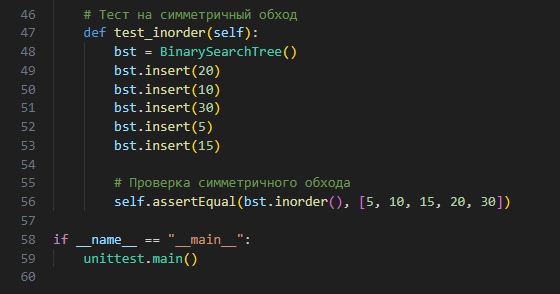 46 # Тест на симметричный обход
47 def test_inorder(self):
48 bst = BinarySearchTree()
49 bst.insert(20)
50 bst.insert(10)
51 bst.insert(30)
52 bst.insert(5)
53 bst.insert(15)
54
55 # Проверка симметричного обхода
56 self.assertEqual(bst.inorder(), [5, 10, 15, 20, 30])
57
58 if __name__ == "__main__":
59 unittest.main()
60